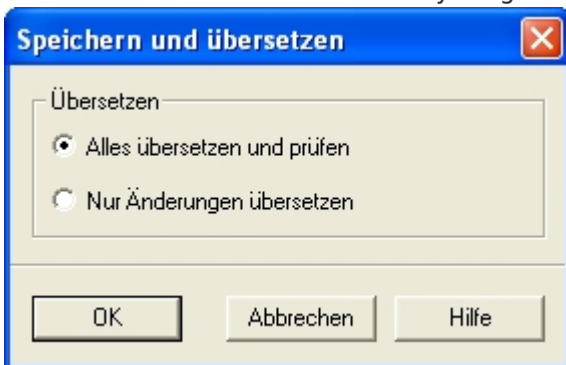 Speichern und übersetzen
Übersetzen
Alles übersetzen und prüfen
Nur Änderungen übersetzen
OK Abbrechen Hilfe